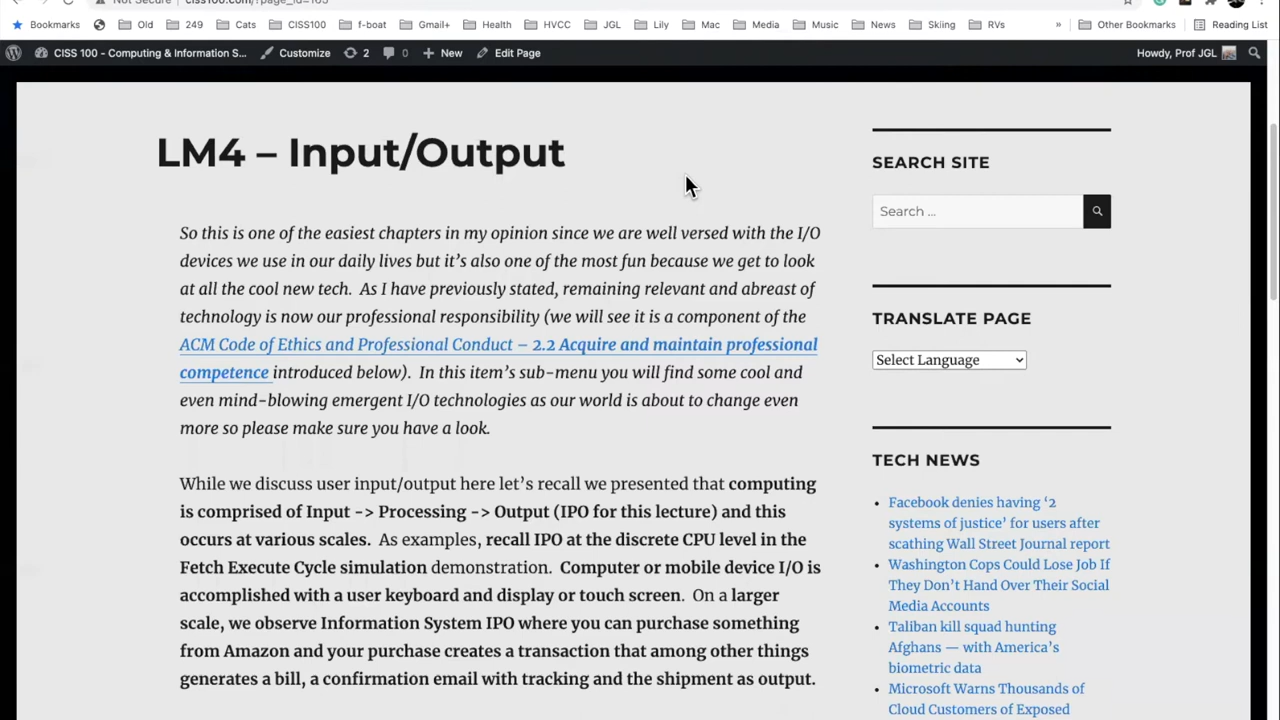 Bookmarks Old 249 Cats CISS100 f-boat Gmail+ Health HVCC JGL Lily Mac Media Music News Skiing RVs » Other Bookmarks Reading List
CISS 100 - Computing & Information S... Customize 2 0 New Edit Page Howdy, Prof JGL
LM4 – Input/Output
So this is one of the easiest chapters in my opinion since we are well versed with the I/O
devices we use in our daily lives but it’s also one of the most fun because we get to look
at all the cool new tech. As I have previously stated, remaining relevant and abreast of
technology is now our professional responsibility (we will see it is a component of the
ACM Code of Ethics and Professional Conduct – 2.2 Acquire and maintain professional
competence introduced below). In this item’s sub-menu you will find some cool and
even mind-blowing emergent I/O technologies as our world is about to change even
more so please make sure you have a look.
While we discuss user input/output here let’s recall we presented that computing
is comprised of Input -> Processing -> Output (IPO for this lecture) and this
occurs at various scales. As examples, recall IPO at the discrete CPU level in the
Fetch Execute Cycle simulation demonstration. Computer or mobile device I/O is
accomplished with a user keyboard and display or touch screen. On a larger
scale, we observe Information System IPO where you can purchase something
from Amazon and your purchase creates a transaction that among other things
generates a bill, a confirmation email with tracking and the shipment as output.
SEARCH SITE
Search ...
TRANSLATE PAGE
Select Language
TECH NEWS
Facebook denies having ‘2
systems of justice’ for users after
scathing Wall Street Journal report
Washington Cops Could Lose Job If
They Don’t Hand Over Their Social
Media Accounts
Taliban kill squad hunting
Afghans — with America’s
biometric data
Microsoft Warns Thousands of
Cloud Customers of Exposed